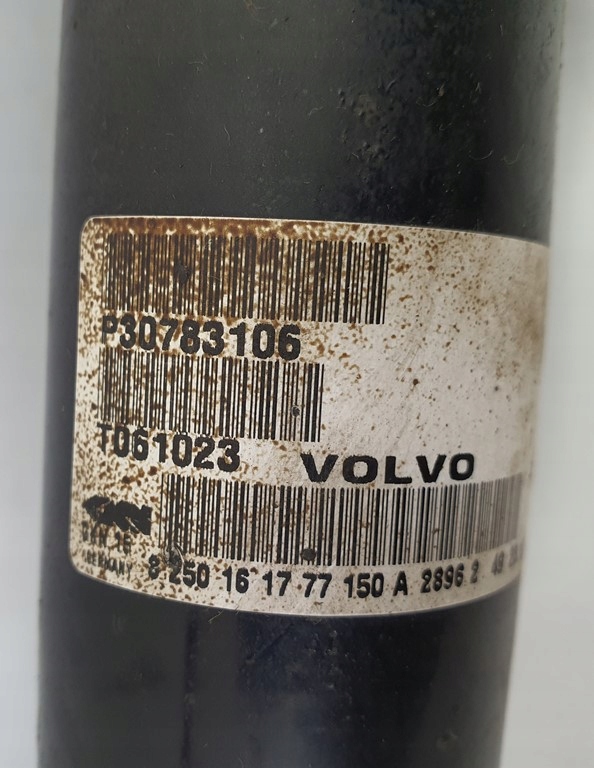 P30783106
T061023
VOLVO
GKN
GERMANY
8 250 16 17 77 150 A 2896 2